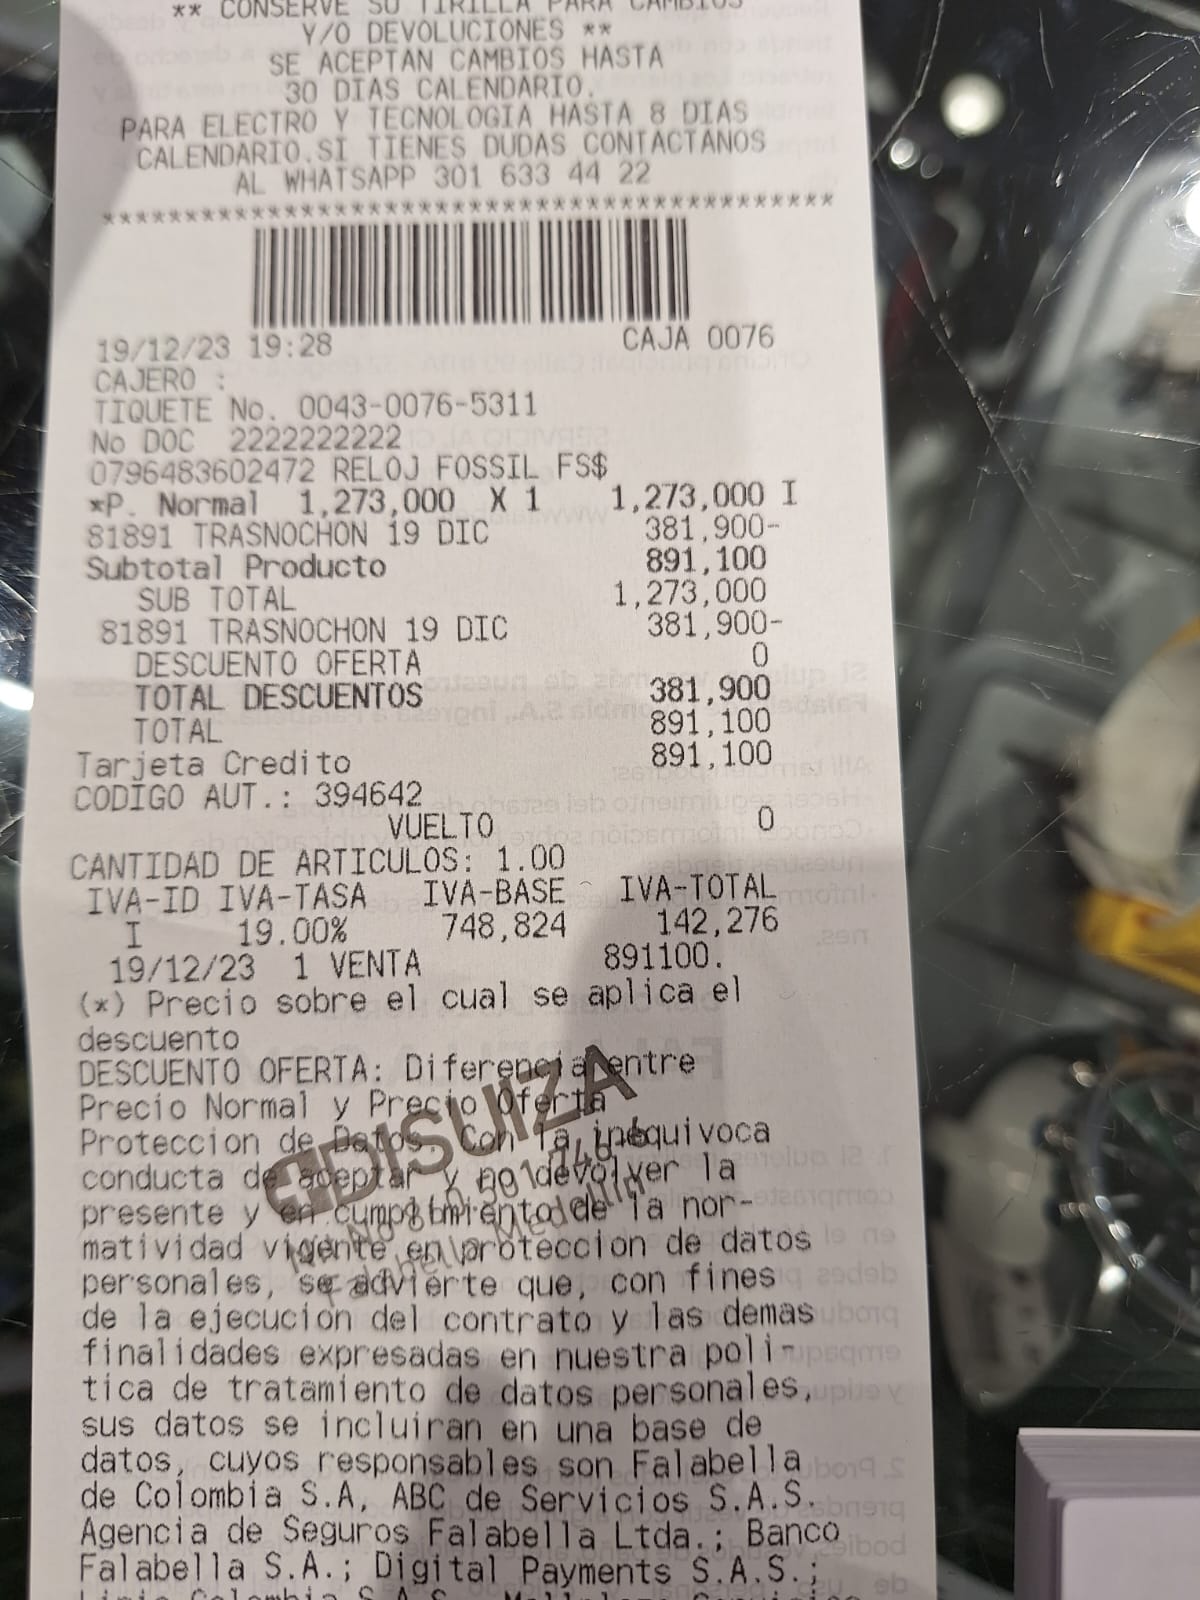 ** CONSERVE SU TIRILLA PARA CAMBIOS
Y/O DEVOLUCIONES **
SE ACEPTAN CAMBIOS HASTA
30 DIAS CALENDARIO.
PARA ELECTRO Y TECNOLOGIA HASTA 8 DIAS
CALENDARIO.SI TIENES DUDAS CONTACTANOS
AL WHATSAPP 301 633 44 22
******************************************
19/12/23 19:28 CAJA 0076
CAJERO :
TIQUETE No. 0043-0076-5311
No DOC 2222222222
0796483602472 RELOJ FOSSIL FS$
*P. Normal 1,273,000 X 1 1,273,000 I
81891 TRASNOCHON 19 DIC 381,900-
Subtotal Producto 891,100
SUB TOTAL 1,273,000
81891 TRASNOCHON 19 DIC 381,900-
DESCUENTO OFERTA 0
TOTAL DESCUENTOS 381,900
TOTAL 891,100
Tarjeta Credito 891,100
CODIGO AUT.: 394642
VUELTO 0
CANTIDAD DE ARTICULOS: 1.00
IVA-ID IVA-TASA IVA-BASE IVA-TOTAL
I 19.00% 748,824 142,276
19/12/23 1 VENTA 891100.
(*) Precio sobre el cual se aplica el
descuento
DESCUENTO OFERTA: Diferencia entre
Precio Normal y Precio Oferta
Proteccion de Datos. Con la inequivoca
conducta de aceptar y no devolver la
presente y en cumplimiento de la nor-
matividad vigente en proteccion de datos
personales, se advierte que, con fines
de la ejecucion del contrato y las demas
finalidades expresadas en nuestra poli-
tica de tratamiento de datos personales,
sus datos se incluiran en una base de
datos, cuyos responsables son Falabella
de Colombia S.A, ABC de Servicios S.A.S.
Agencia de Seguros Falabella Ltda.; Banco
Falabella S.A.; Digital Payments S.A.S.;
DISUIZA
Falabella Medellin